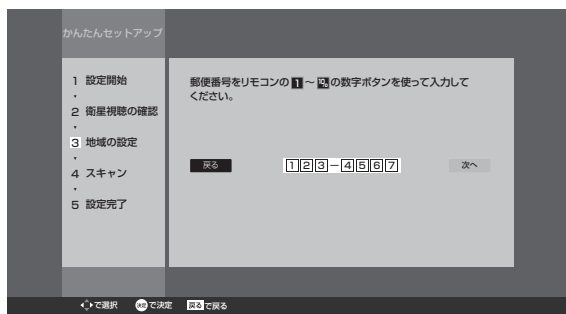 かんたんセットアップ
1 設定開始
2 衛星視聴の確認
3 地域の設定
4 スキャン
5 設定完了
郵便番号をリモコンの 1 ～ 10 の数字ボタンを使って入力して
ください。
戻る 123－4567 次へ
で選択 決定 で決定 戻る で戻る